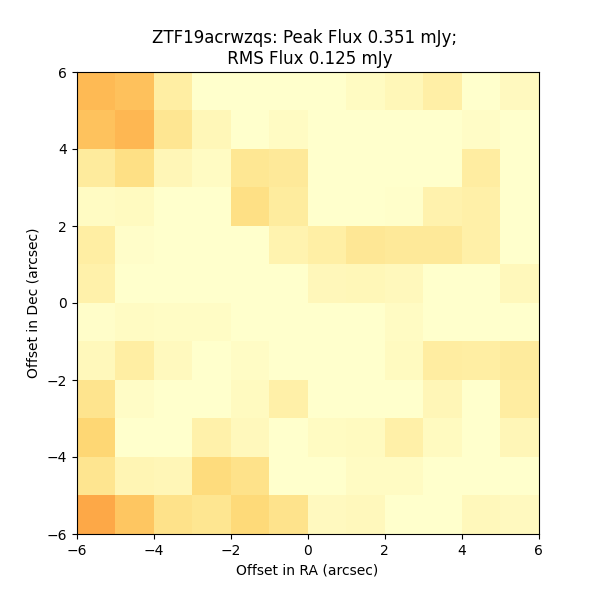 ZTF19acrwzqs: Peak Flux 0.351 mJy;
RMS Flux 0.125 mJy
6
4
2
0
−2
−4
−6
Offset in Dec (arcsec)
−6 −4 −2 0 2 4 6
Offset in RA (arcsec)